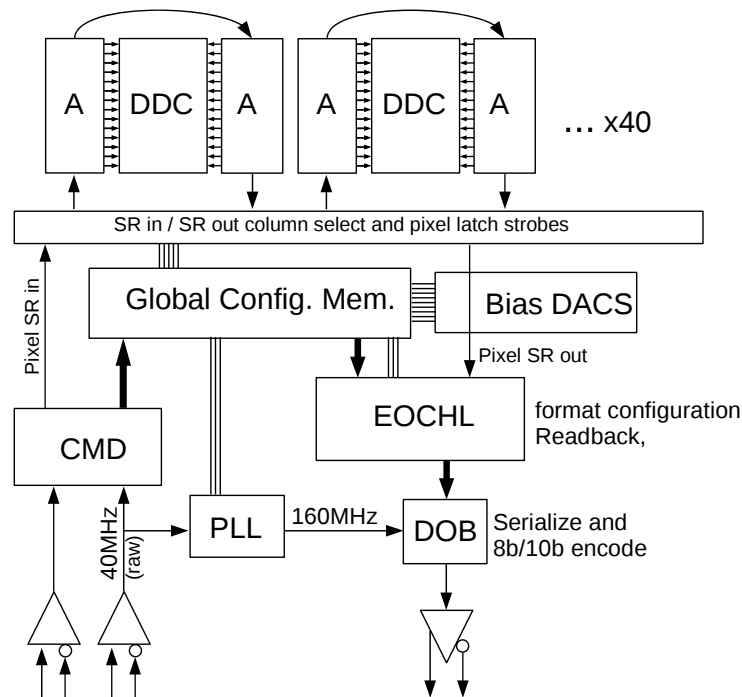 A DDC A A DDC A
... x40
SR in / SR out column select and pixel latch strobes
Pixel SR in
Global Config. Mem.
Bias DACS
Pixel SR out
CMD
EOCHL
format configuration
Readback,
40MHz
(raw)
PLL
160MHz
DOB
Serialize and
8b/10b encode